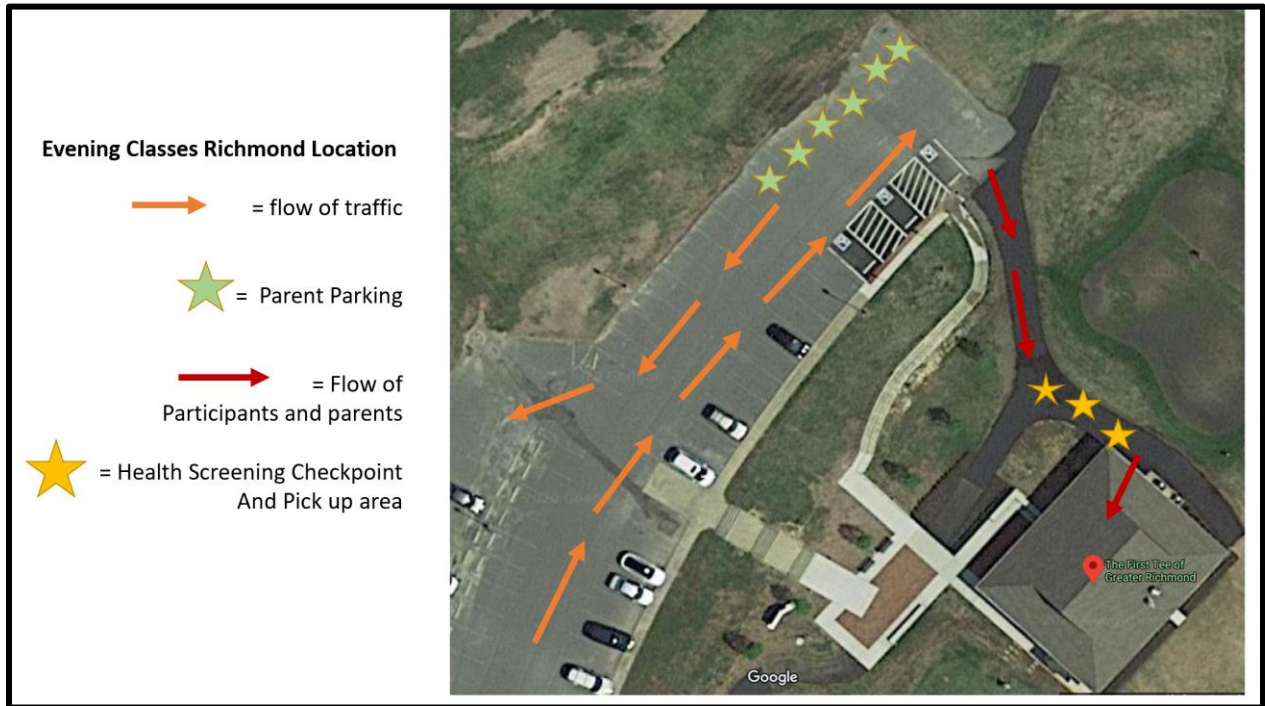 Evening Classes Richmond Location
= flow of traffic
= Parent Parking
= Flow of
Participants and parents
= Health Screening Checkpoint
And Pick up area
The First Tee of
Greater Richmond
Google